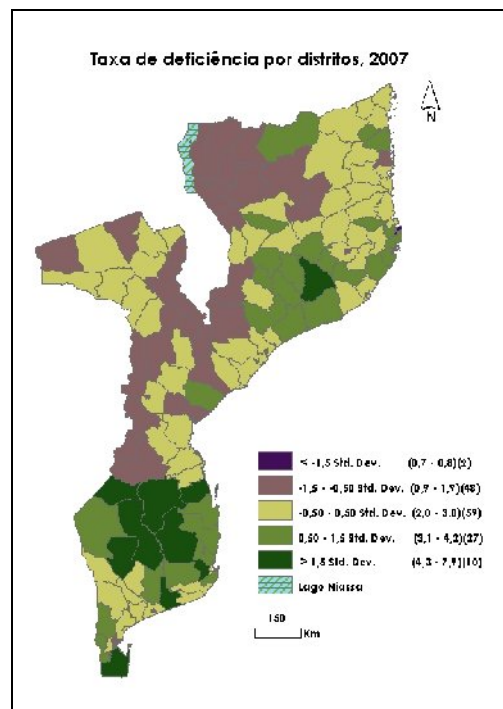 Taxa de deficiência por distritos, 2007
N
< -1,5 Std. Dev. (0,7 - 0,8)(2)
-1,5 - -0,50 Std. Dev. (0,9 - 1,9)(48)
-0,50 - 0,50 Std. Dev. (2,0 - 3,0)(59)
0,50 - 1,5 Std. Dev. (3,1 - 4,2)(27)
> 1,5 Std. Dev. (4,3 - 7,9)(10)
Lago Niassa
150
Km